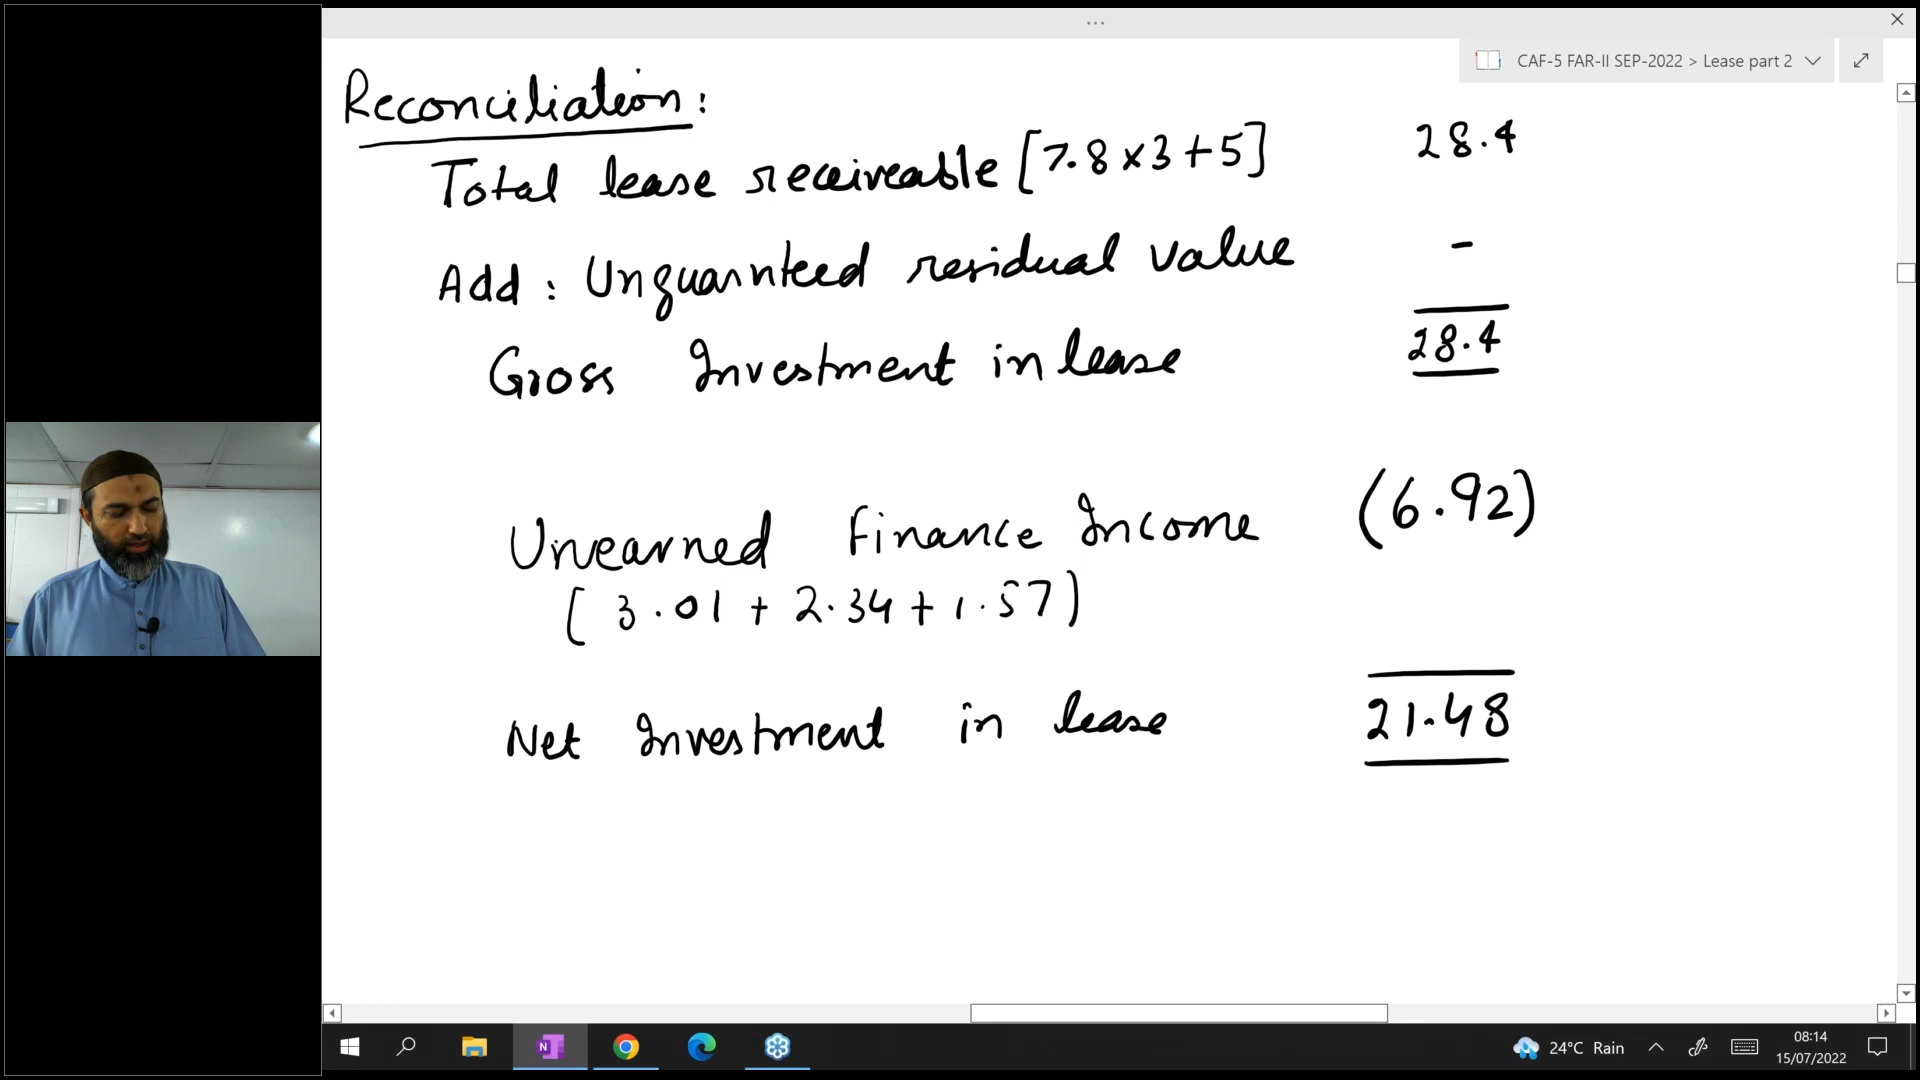 ...
CAF-5 FAR-II SEP-2022 > Lease part 2
Reconciliation:
Total lease receiveable [7.8×3+5] 28.4
Add: Unguarnteed residual value -
Gross Investment in lease 28.4
Unearned Finance Income (6.92)
[3.01 + 2.34 + 1.57)
Net Investment in lease 21.48
24°C Rain
08:14
15/07/2022